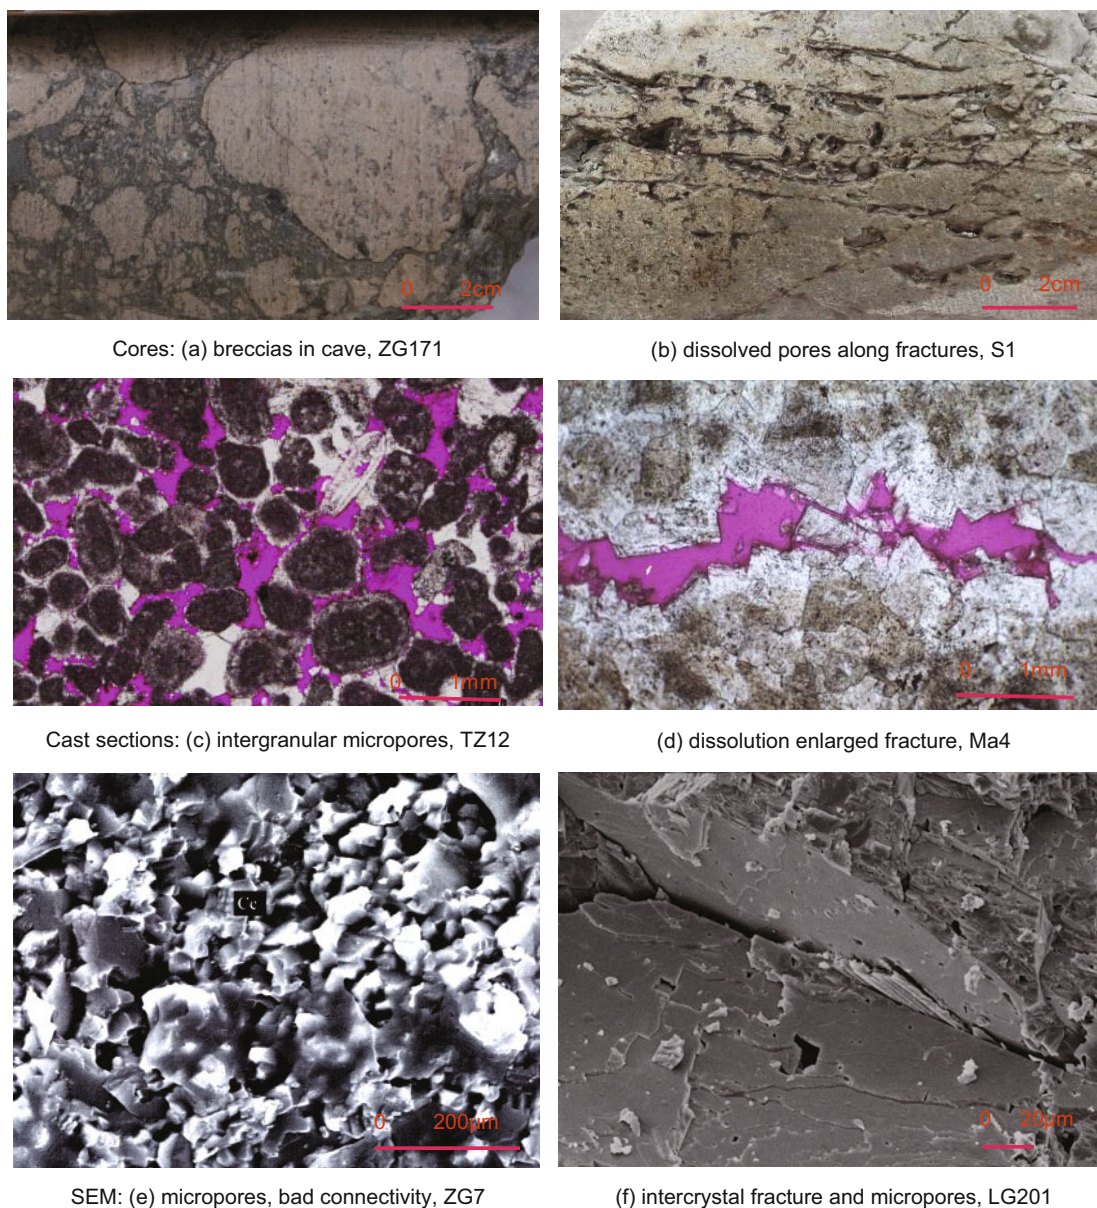 0 2cm
0 2cm
Cores: (a) breccias in cave, ZG171
(b) dissolved pores along fractures, S1
0 1mm
0 1mm
Cast sections: (c) intergranular micropores, TZ12
(d) dissolution enlarged fracture, Ma4
Cc
0 200μm
0 20μm
SEM: (e) micropores, bad connectivity, ZG7
(f) intercrystal fracture and micropores, LG201